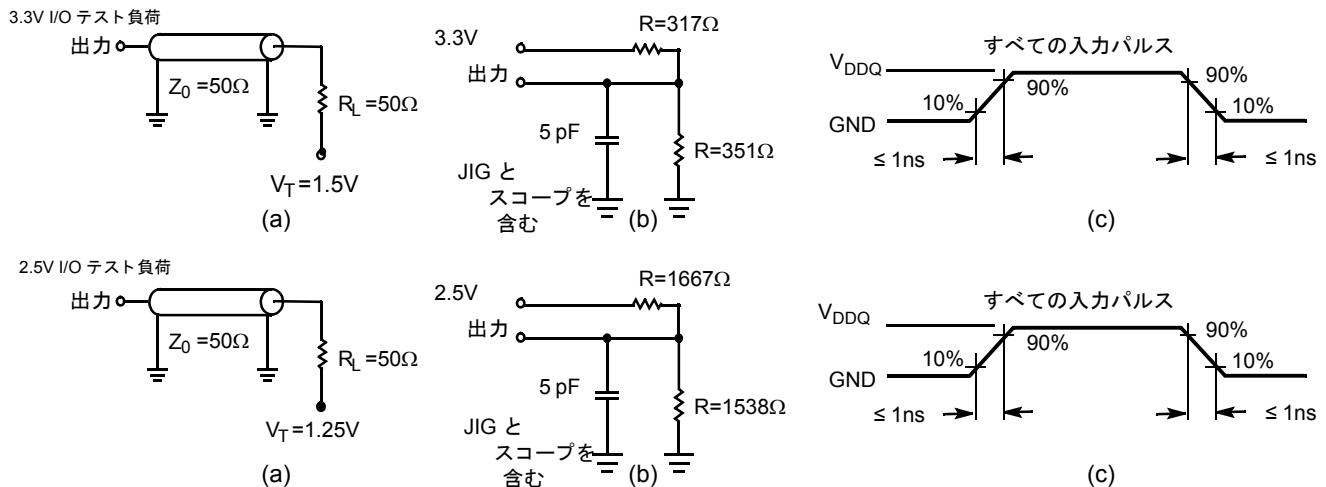 3.3V I/O テスト負荷
出力
Z0 =50Ω
RL =50Ω
VT=1.5V
(a)
3.3V
R=317Ω
出力
5 pF
R=351Ω
JIG と
スコープを
含む
(b)
すべての入力パルス
VDDQ
GND
10%
90%
90%
10%
≤ 1ns
≤ 1ns
(c)
2.5V I/O テスト負荷
出力
Z0 =50Ω
RL =50Ω
VT=1.25V
(a)
2.5V
R=1667Ω
出力
5 pF
R=1538Ω
JIG と
スコープを
含む
(b)
すべての入力パルス
VDDQ
GND
10%
90%
90%
10%
≤ 1ns
≤ 1ns
(c)